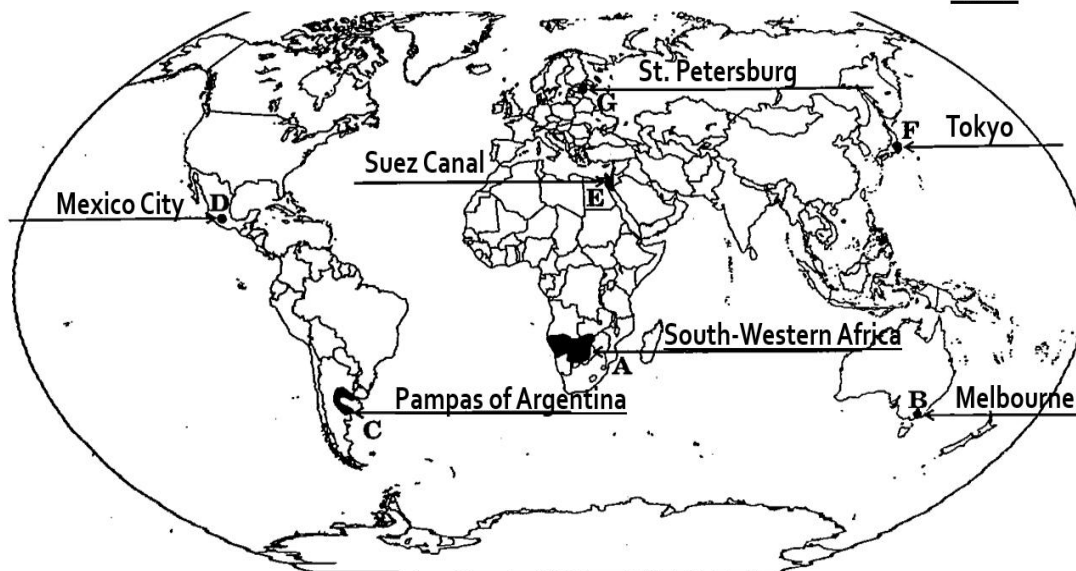 St. Petersburg
G
F
Tokyo
Suez Canal
E
Mexico City
D
South-Western Africa
A
Pampas of Argentina
C
B
Melbourne